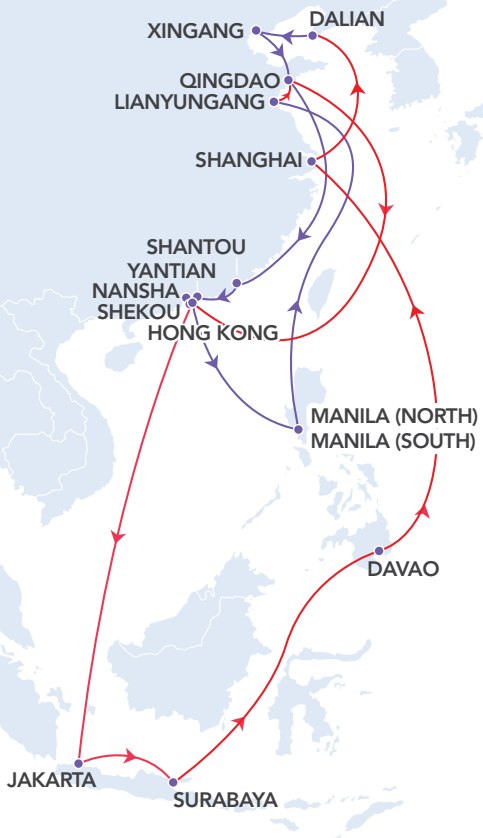 DALIAN
XINGANG
QINGDAO
LIANYUNGANG
SHANGHAI
SHANTOU
YANTIAN
NANSHA
SHEKOU
HONG KONG
MANILA (NORTH)
MANILA (SOUTH)
DAVAO
JAKARTA
SURABAYA